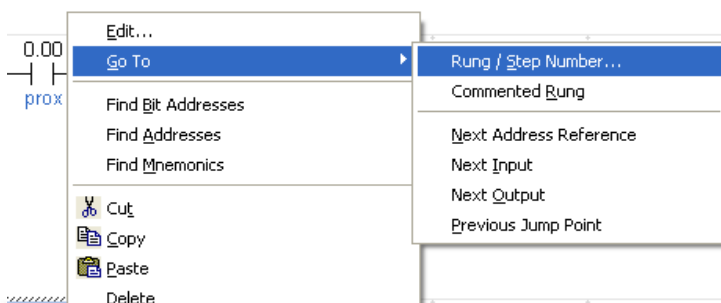 Edit...
0.00
Go To
Rung / Step Number...
prox
Commented Rung
Find Bit Addresses
Find Addresses
Next Address Reference
Find Mnemonics
Next Input
Next Output
Cut
Previous Jump Point
Copy
Paste
Delete